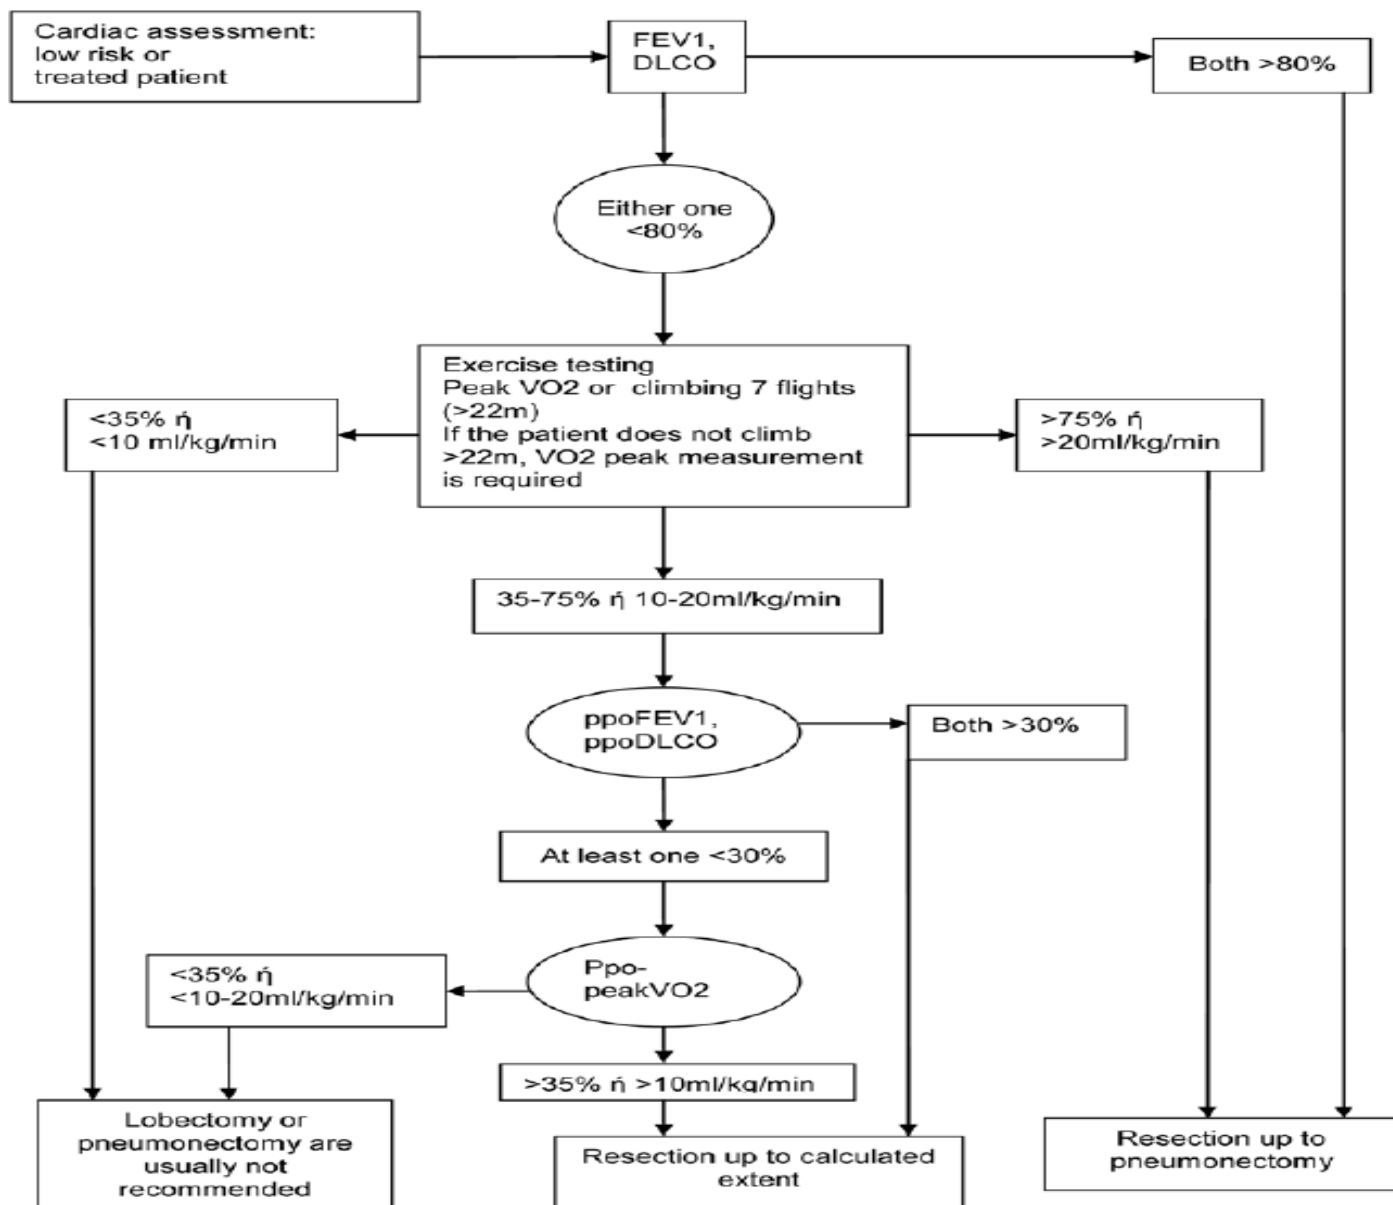 Cardiac assessment:
low risk or
treated patient
FEV1,
DLCO
Both >80%
Either one
<80%
Exercise testing
Peak VO2 or climbing 7 flights
(>22m)
If the patient does not climb
>22m, VO2 peak measurement
is required
<35% ή
<10 ml/kg/min
>75% ή
>20ml/kg/min
35-75% ή 10-20ml/kg/min
ppoFEV1,
ppoDLCO
Both >30%
At least one <30%
Ppo-
peakVO2
<35% ή
<10-20ml/kg/min
>35% ή >10ml/kg/min
Lobectomy or
pneumonectomy are
usually not
recommended
Resection up to calculated
extent
Resection up to
pneumonectomy